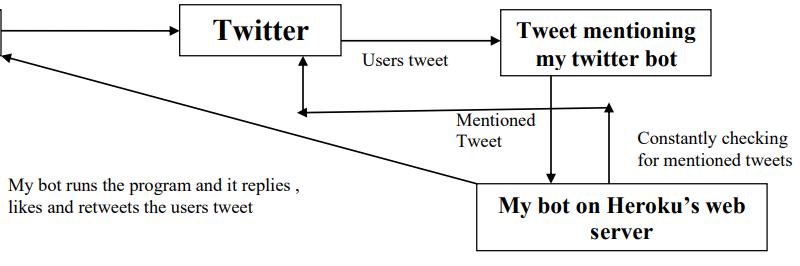 Twitter
Tweet mentioning
my twitter bot
Users tweet
Mentioned
Tweet
Constantly checking
for mentioned tweets
My bot runs the program and it replies ,
likes and retweets the users tweet
My bot on Heroku’s web
server